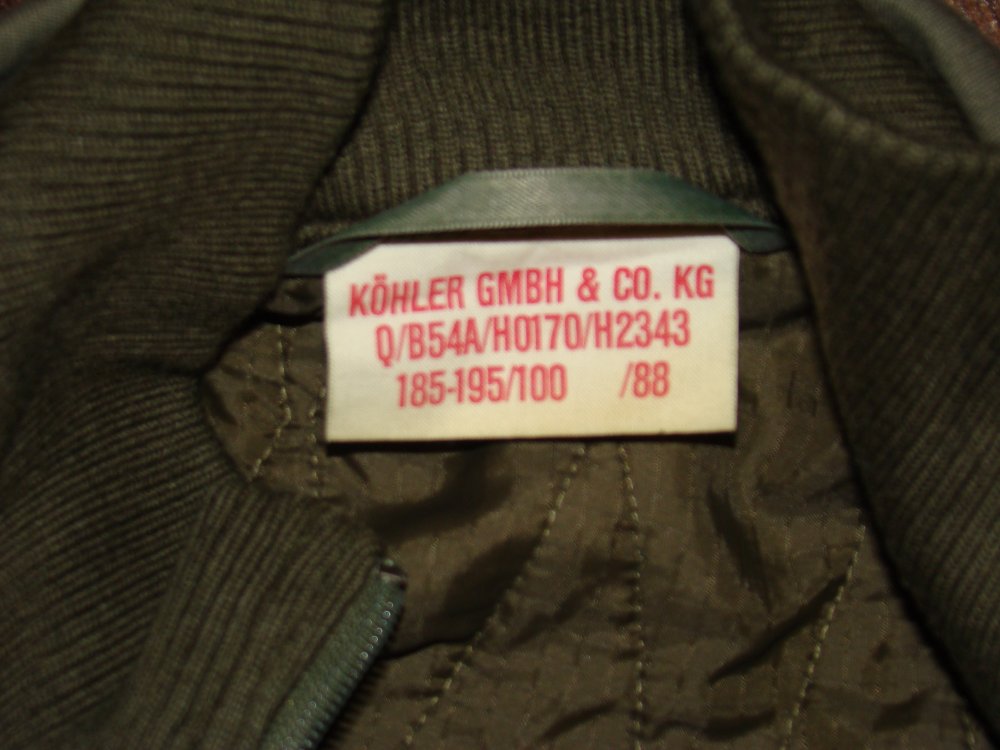 KÖHLER GMBH & CO. KG
Q/B54A/H0170/H2343
185-195/100 /88